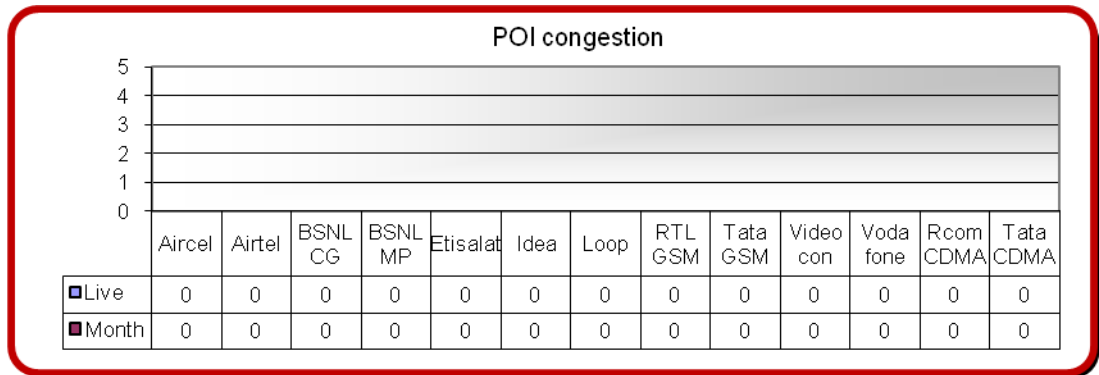 POI congestion
5
4
3
2
1
0
Aircel Airtel BSNL CG BSNL MP Etisalat Idea Loop RTL GSM Tata GSM Video con Voda fone Rcom CDMA Tata CDMA
Live 0 0 0 0 0 0 0 0 0 0 0 0 0
Month 0 0 0 0 0 0 0 0 0 0 0 0 0